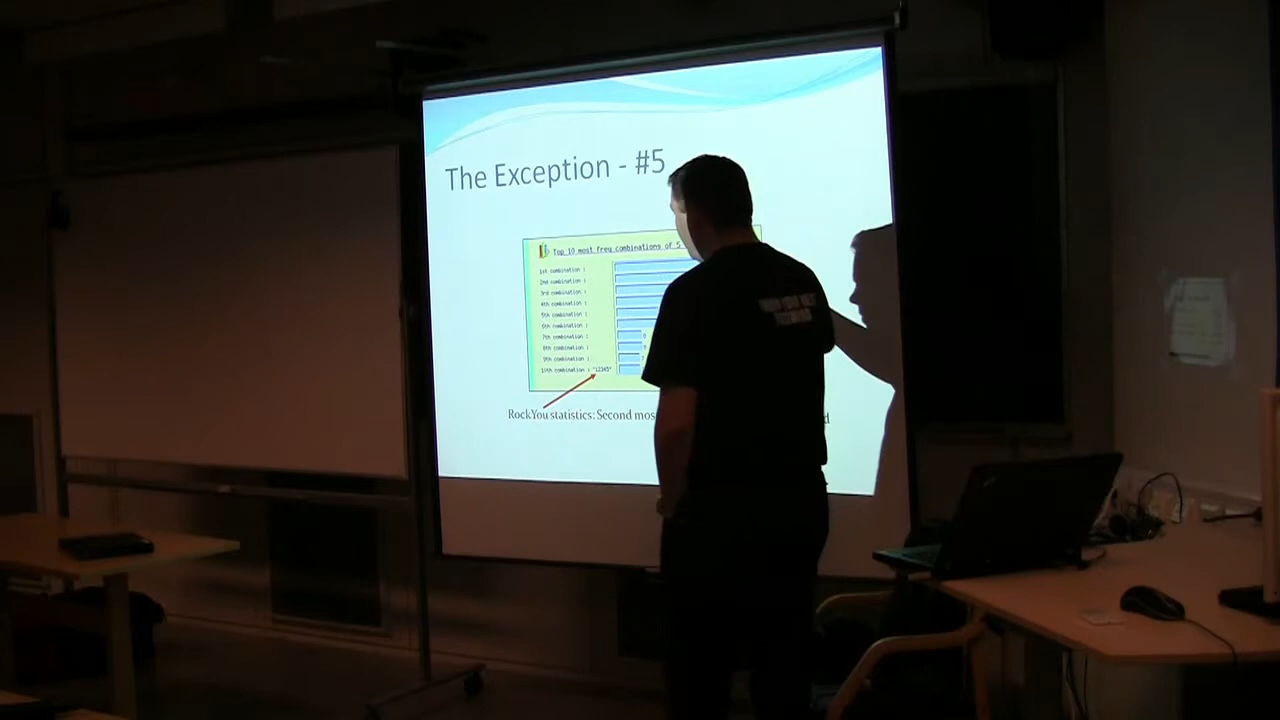 The Exception - #5
Top 10 most freq combinations of 5
1st combination :
2nd combination :
3rd combination :
4th combination :
5th combination :
6th combination :
7th combination :
8th combination :
9th combination :
10th combination : "12345"
RockYou statistics: Second mos